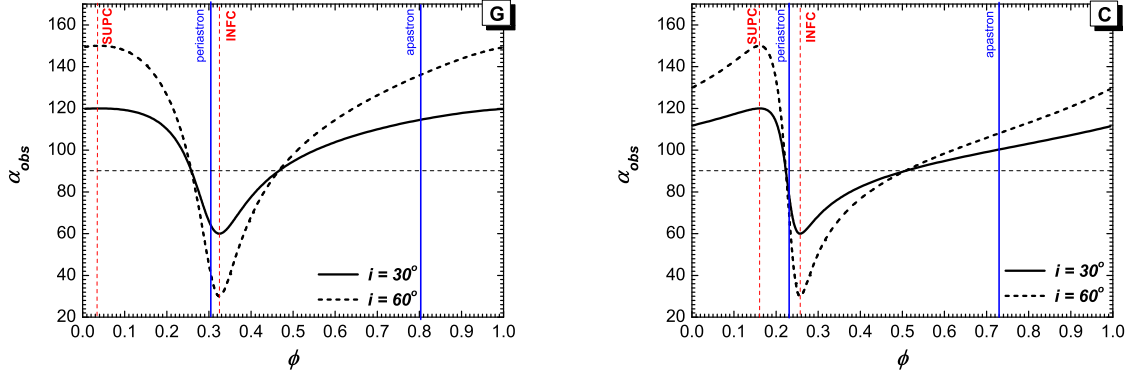 G
SUPC
periastron
INFC
apastron
160
140
120
100
80
60
40
20
α_obs
i = 30°
i = 60°
0.0 0.1 0.2 0.3 0.4 0.5 0.6 0.7 0.8 0.9 1.0
ϕ
C
SUPC
periastron
INFC
apastron
160
140
120
100
80
60
40
20
α_obs
i = 30°
i = 60°
0.0 0.1 0.2 0.3 0.4 0.5 0.6 0.7 0.8 0.9 1.0
ϕ